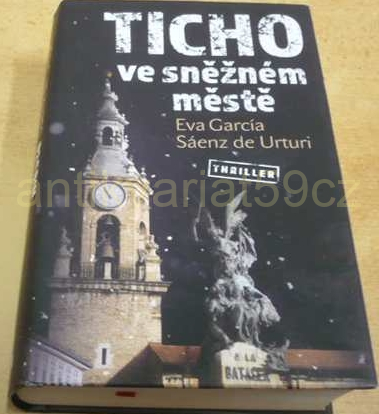 TICHO
ve sněžném
městě
Eva García
Sáenz de Urturi
THRILLER
antikvariat59cz
A LA
BATALLA